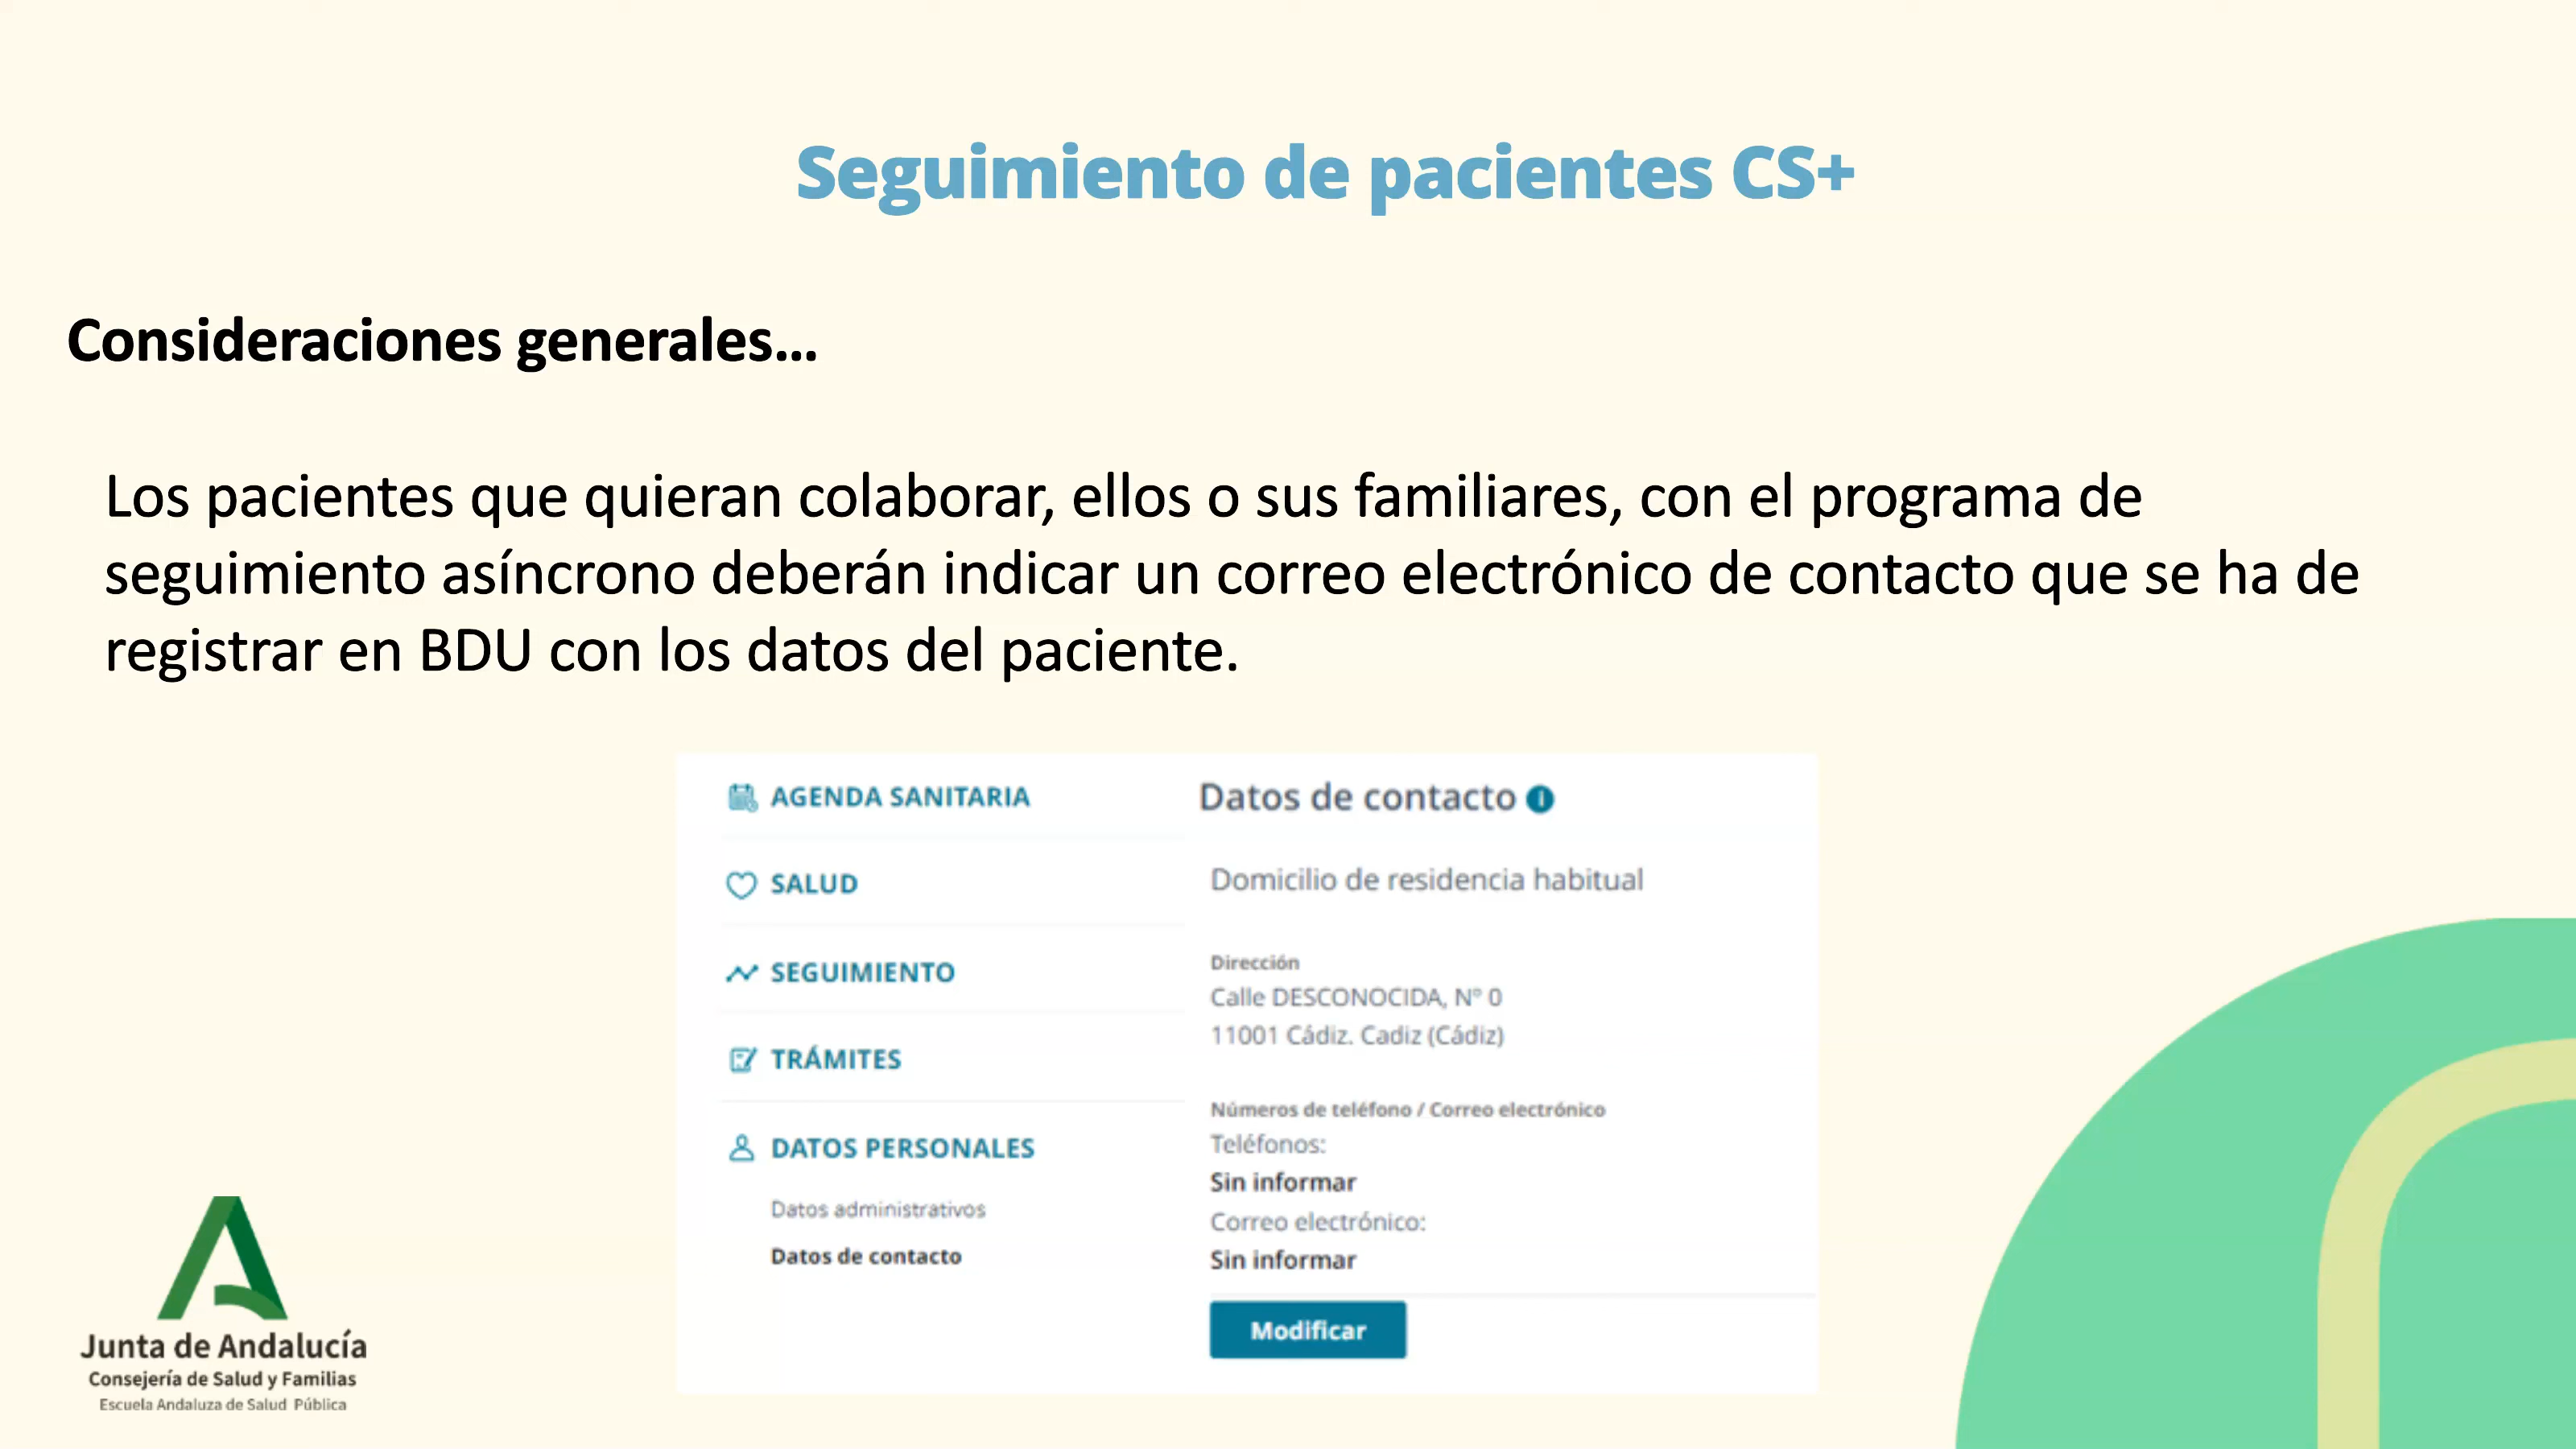 Seguimiento de pacientes CS+
Consideraciones generales...
Los pacientes que quieran colaborar, ellos o sus familiares, con el programa de
seguimiento asíncrono deberán indicar un correo electrónico de contacto que se ha de
registrar en BDU con los datos del paciente.
AGENDA SANITARIA
SALUD
SEGUIMIENTO
TRÁMITES
DATOS PERSONALES
Datos administrativos
Datos de contacto
Datos de contacto i
Domicilio de residencia habitual
Dirección
Calle DESCONOCIDA, Nº 0
11001 Cádiz. Cadiz (Cádiz)
Números de teléfono / Correo electrónico
Teléfonos:
Sin informar
Correo electrónico:
Sin informar
Modificar
Junta de Andalucía
Consejería de Salud y Familias
Escuela Andaluza de Salud Pública